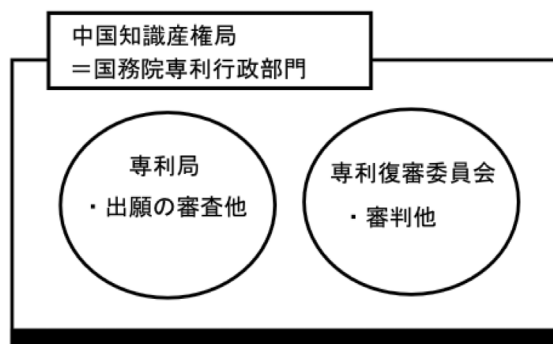 中国知識産権局
＝国務院専利行政部門
専利局
・出願の審査他
専利復審委員会
・審判他